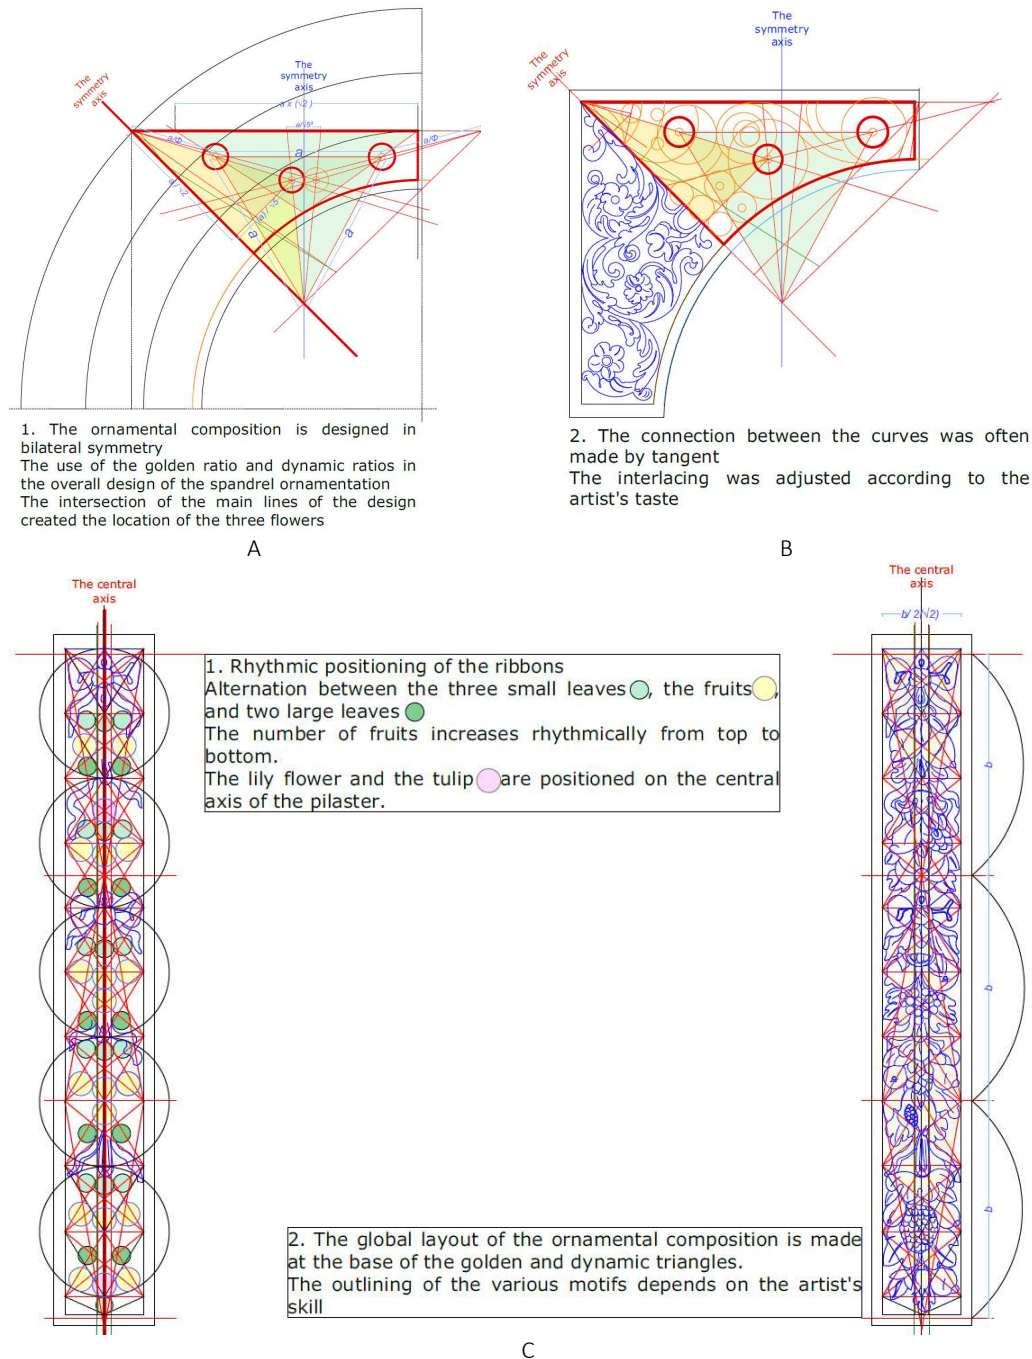 The
symmetry
axis
The
symmetry
axis
a x (√2 )
a/√5²
a/Φ
a
a/Φ
a / √2
(a)/ √5
a
a
1. The ornamental composition is designed in
bilateral symmetry
The use of the golden ratio and dynamic ratios in
the overall design of the spandrel ornamentation
The intersection of the main lines of the design
created the location of the three flowers
A
The
symmetry
axis
The
symmetry
axis
2. The connection between the curves was often
made by tangent
The interlacing was adjusted according to the
artist's taste
B
The central
axis
1. Rhythmic positioning of the ribbons
Alternation between the three small leaves , the fruits ,
and two large leaves
The number of fruits increases rhythmically from top to
bottom.
The lily flower and the tulip are positioned on the central
axis of the pilaster.
The central
axis
b/ 2(√2)
b
b
b
2. The global layout of the ornamental composition is made
at the base of the golden and dynamic triangles.
The outlining of the various motifs depends on the artist's
skill
C